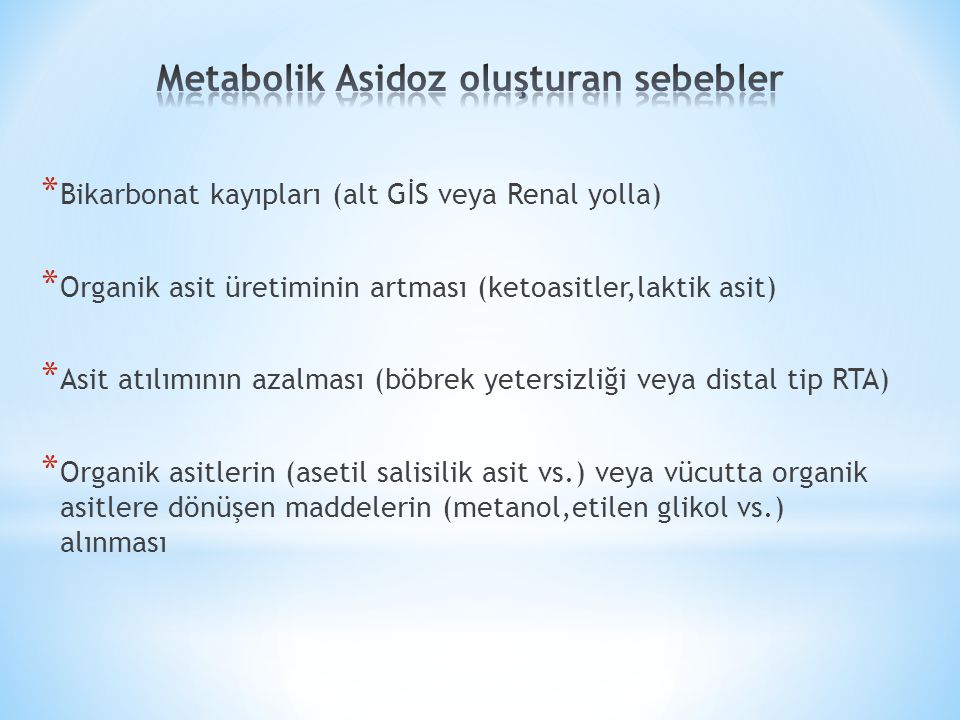 Metabolik Asidoz oluşturan sebebler
* Bikarbonat kayıpları (alt GİS veya Renal yolla)
* Organik asit üretiminin artması (ketoasitler,laktik asit)
* Asit atılımının azalması (böbrek yetersizliği veya distal tip RTA)
* Organik asitlerin (asetil salisilik asit vs.) veya vücutta organik
asitlere dönüşen maddelerin (metanol,etilen glikol vs.)
alınması